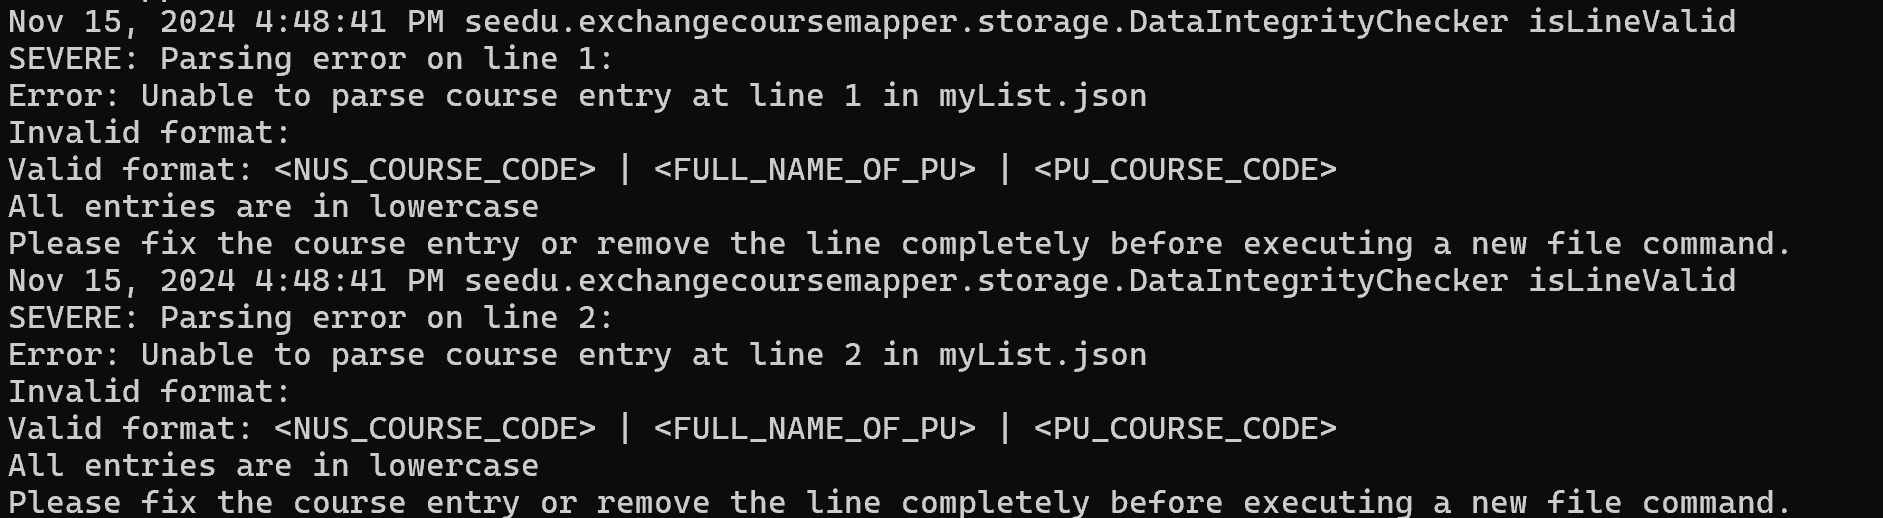 Nov 15, 2024 4:48:41 PM seedu.exchangecoursemapper.storage.DataIntegrityChecker isLineValid
SEVERE: Parsing error on line 1:
Error: Unable to parse course entry at line 1 in myList.json
Invalid format:
Valid format: <NUS_COURSE_CODE> | <FULL_NAME_OF_PU> | <PU_COURSE_CODE>
All entries are in lowercase
Please fix the course entry or remove the line completely before executing a new file command.
Nov 15, 2024 4:48:41 PM seedu.exchangecoursemapper.storage.DataIntegrityChecker isLineValid
SEVERE: Parsing error on line 2:
Error: Unable to parse course entry at line 2 in myList.json
Invalid format:
Valid format: <NUS_COURSE_CODE> | <FULL_NAME_OF_PU> | <PU_COURSE_CODE>
All entries are in lowercase
Please fix the course entry or remove the line completely before executing a new file command.